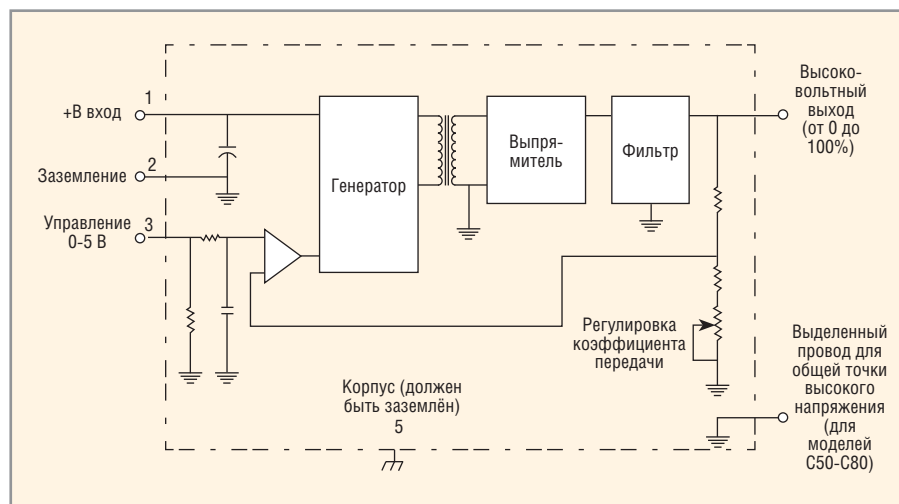 1
+В вход
2
Заземление
Управление
0-5 В
3
Генератор
Выпря-
митель
Фильтр
Высоко-
вольтный
выход
(от 0 до
100%)
Регулировка
коэффициента
передачи
Корпус (должен
быть заземлён)
5
Выделенный
провод для
общей точки
высокого
напряжения
(для
моделей
C50-C80)